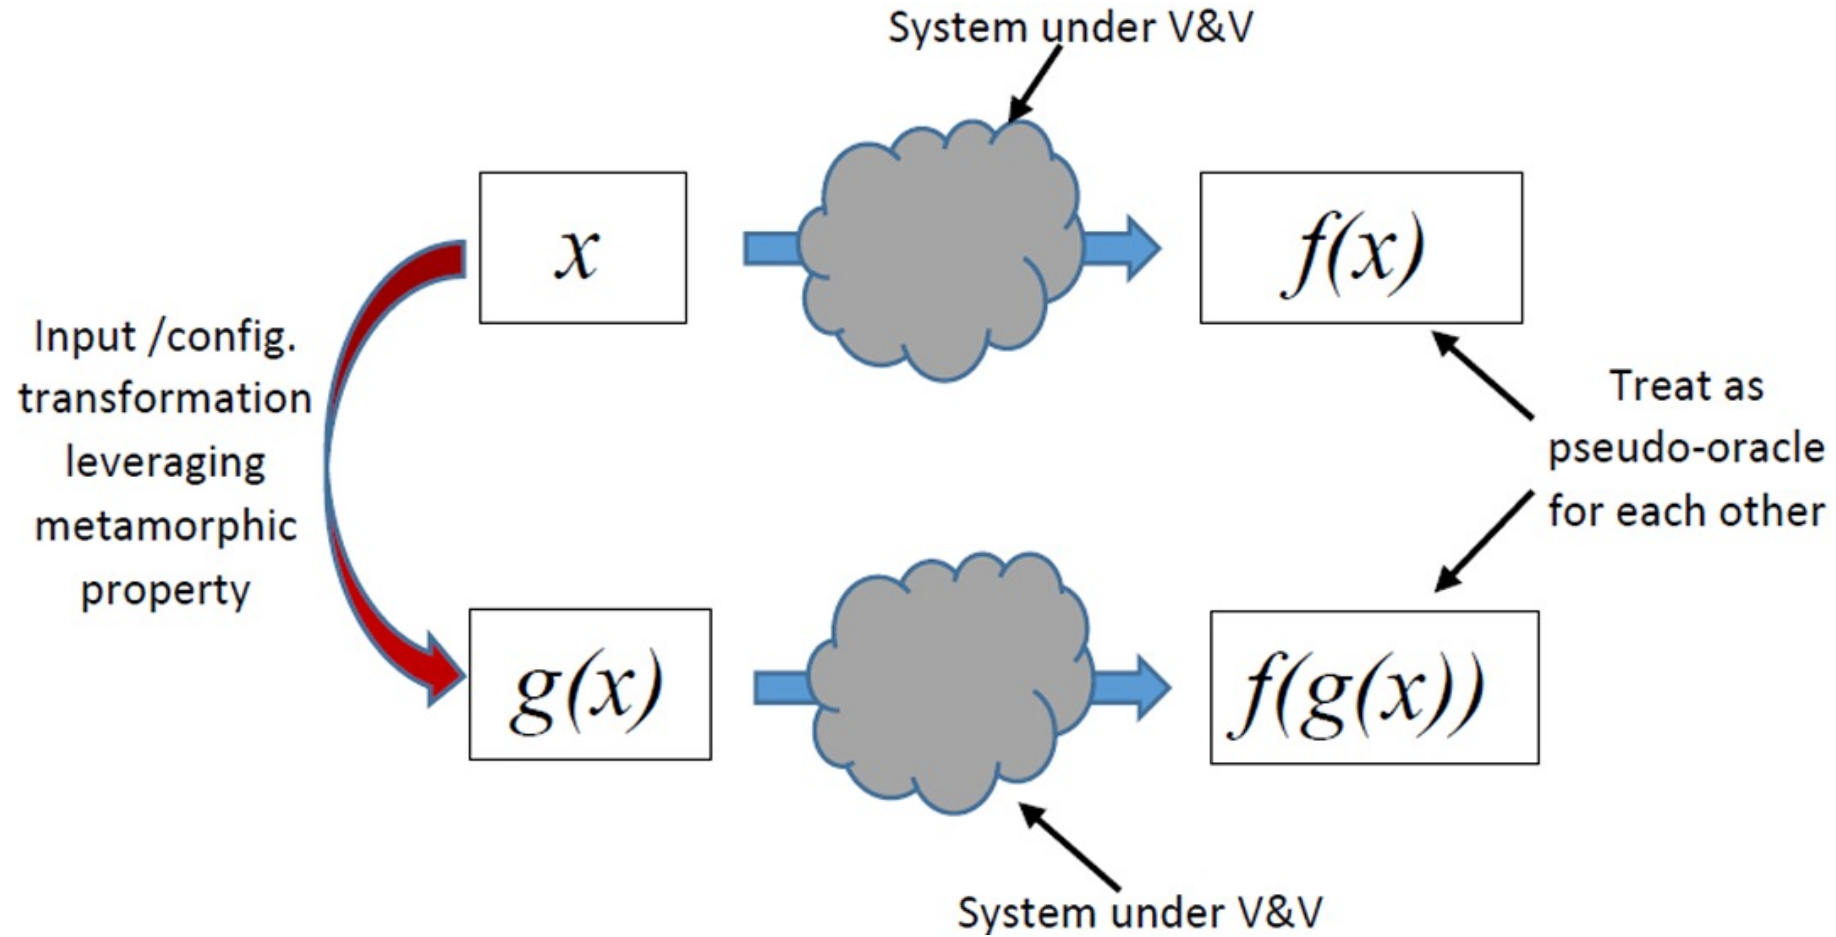 System under V&V
x
f(x)
Input /config.
transformation
leveraging
metamorphic
property
Treat as
pseudo-oracle
for each other
g(x)
f(g(x))
System under V&V